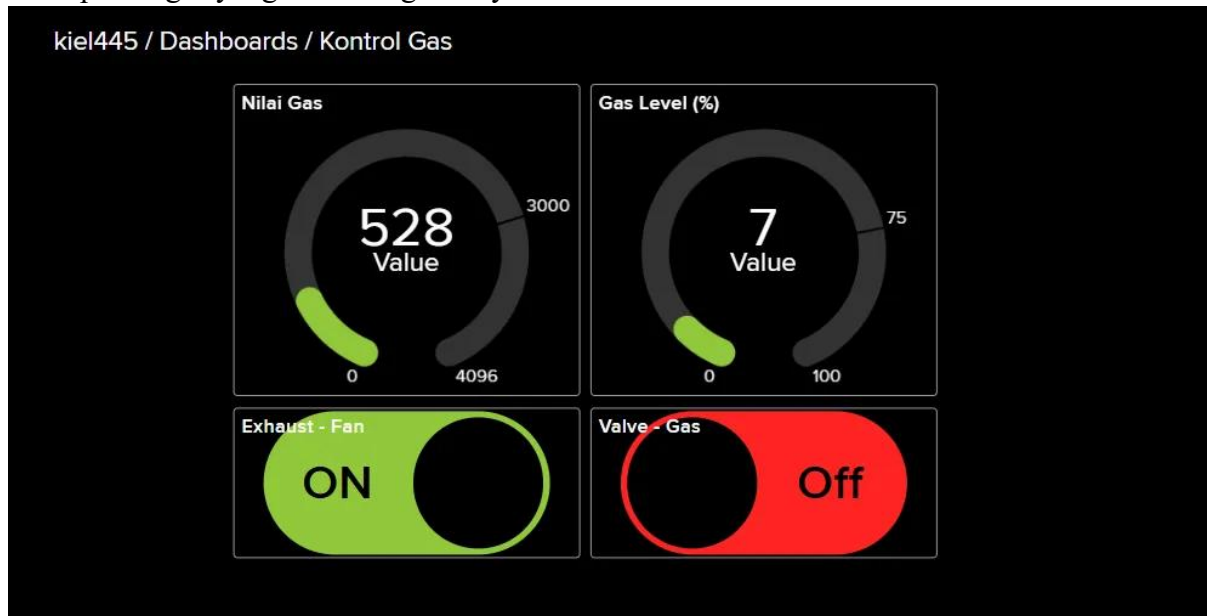 kiel445 / Dashboards / Kontrol Gas
Nilai Gas
528
Value
3000
0
4096
Gas Level (%)
7
Value
75
0
100
Exhaust - Fan
ON
Valve - Gas
Off